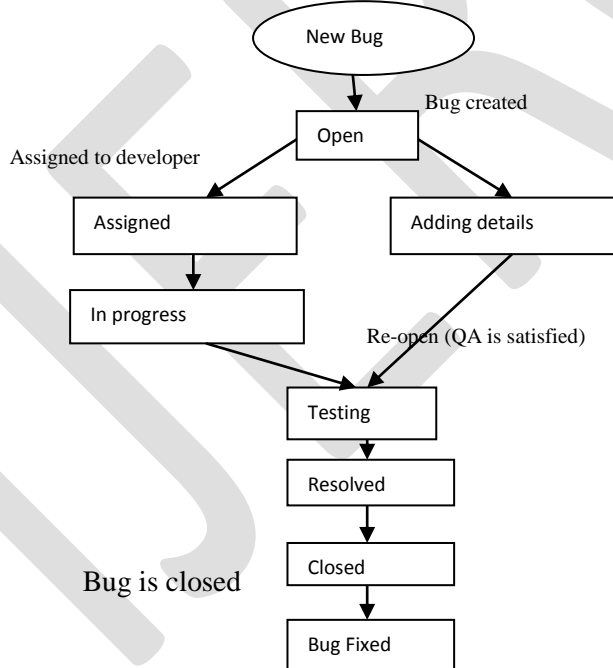 New Bug
Bug created
Open
Assigned to developer
Assigned
Adding details
In progress
Re-open (QA is satisfied)
Testing
Resolved
Closed
Bug is closed
Bug Fixed